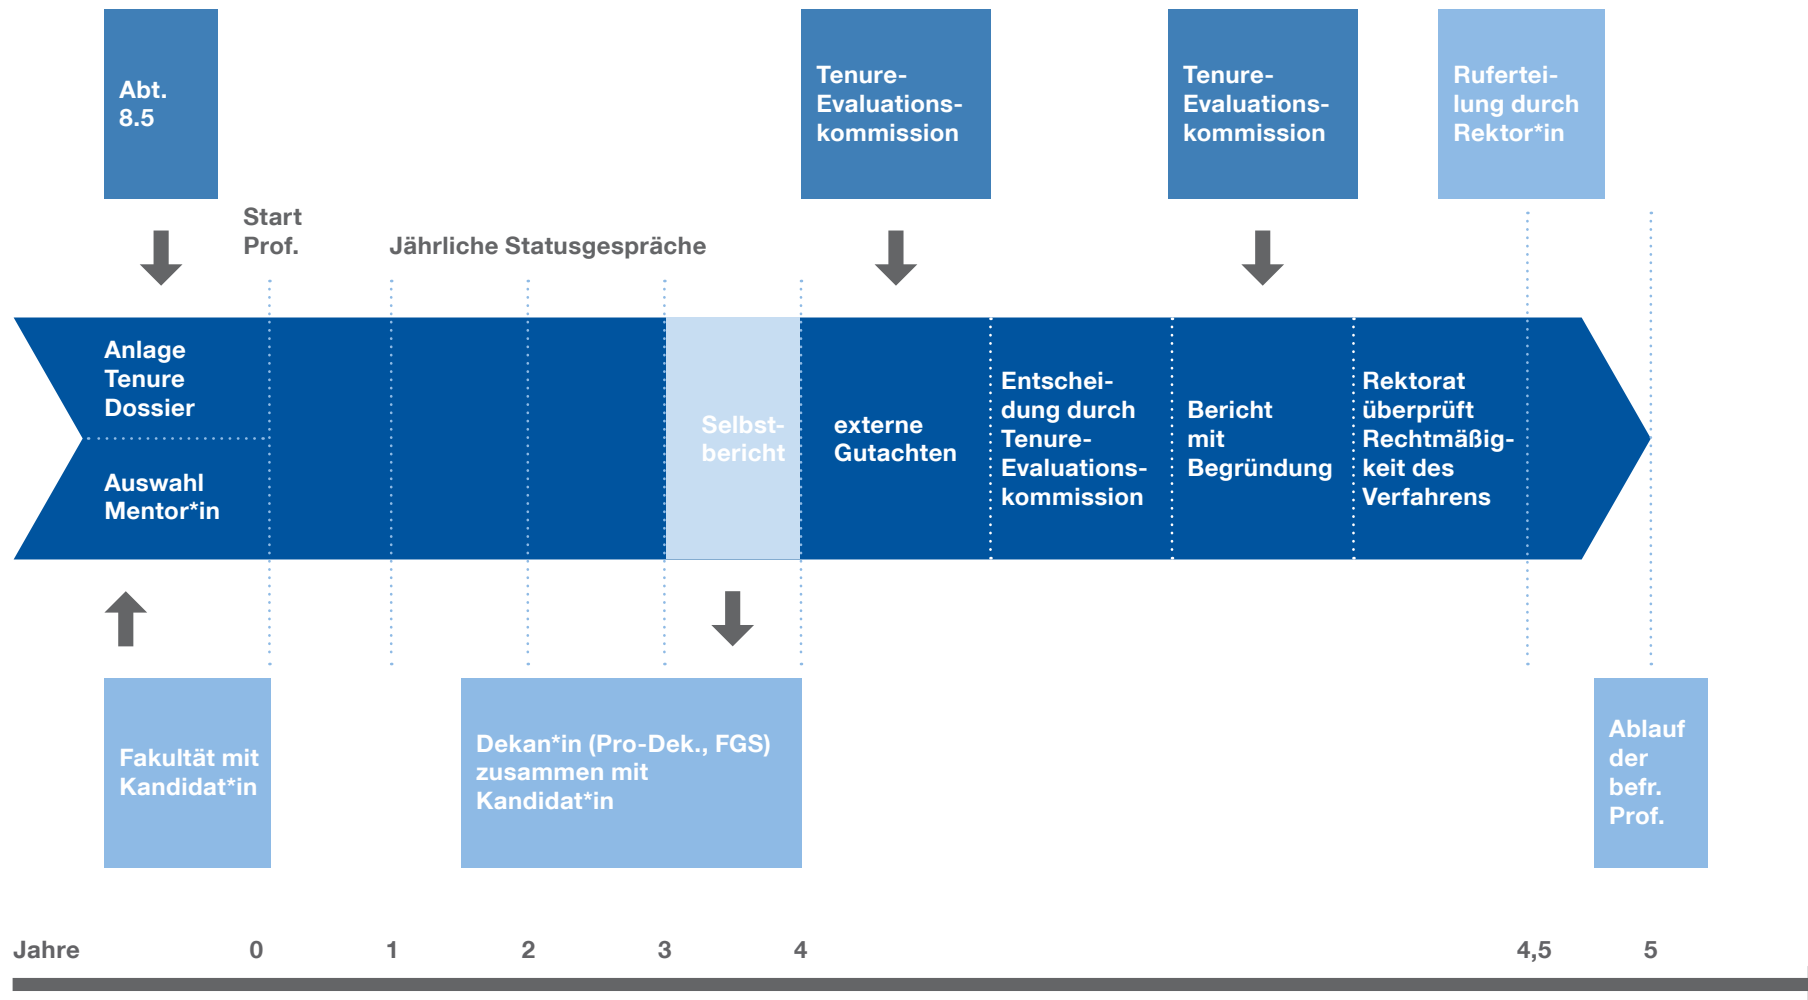 Abt.
8.5
Tenure-
Evaluations-
kommission
Tenure-
Evaluations-
kommission
Rufertei-
lung durch
Rektor*in
Start
Prof.
Jährliche Statusgespräche
Anlage
Tenure
Dossier
Auswahl
Mentor*in
Selbst-
bericht
externe
Gutachten
Entschei-
dung durch
Tenure-
Evaluations-
kommission
Bericht
mit
Begründung
Rektorat
überprüft
Rechtmäßig-
keit des
Verfahrens
Fakultät mit
Kandidat*in
Dekan*in (Pro-Dek., FGS)
zusammen mit
Kandidat*in
Ablauf
der
befr.
Prof.
Jahre 0 1 2 3 4 4,5 5